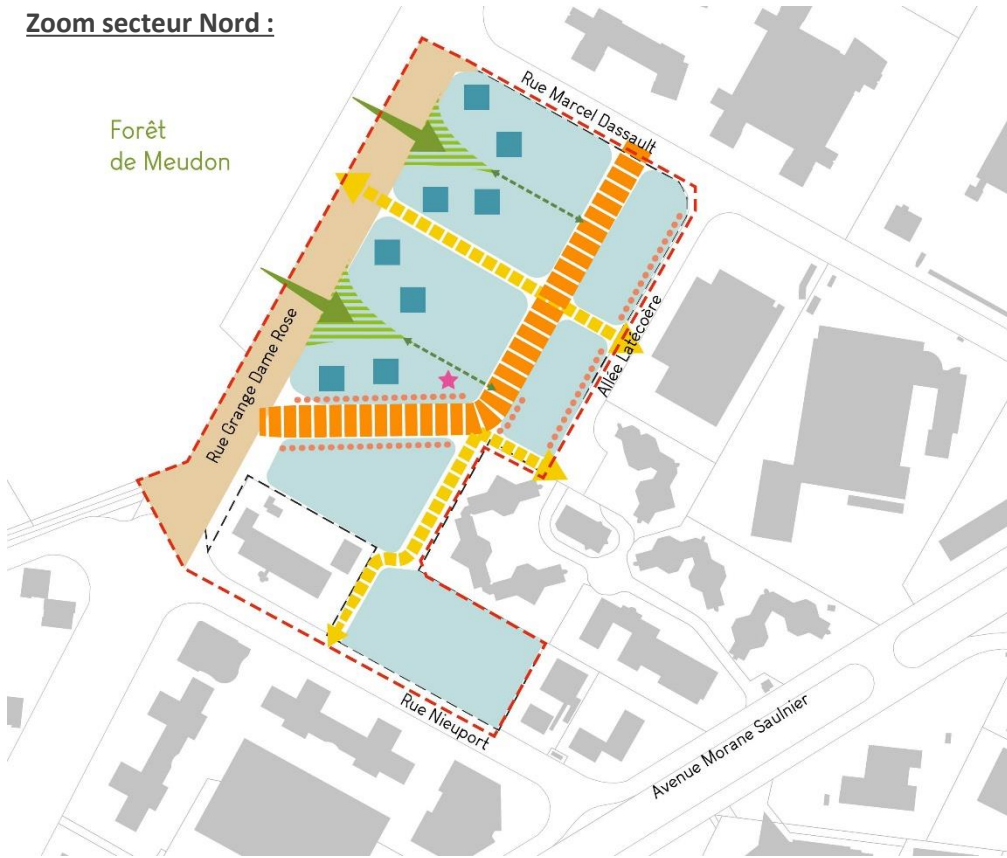 Zoom secteur Nord :
Rue Marcel Dassault
Forêt
de Meudon
Allée Latécoère
Rue Grange Dame Rose
Rue Nieuport
Avenue Morane Saulnier